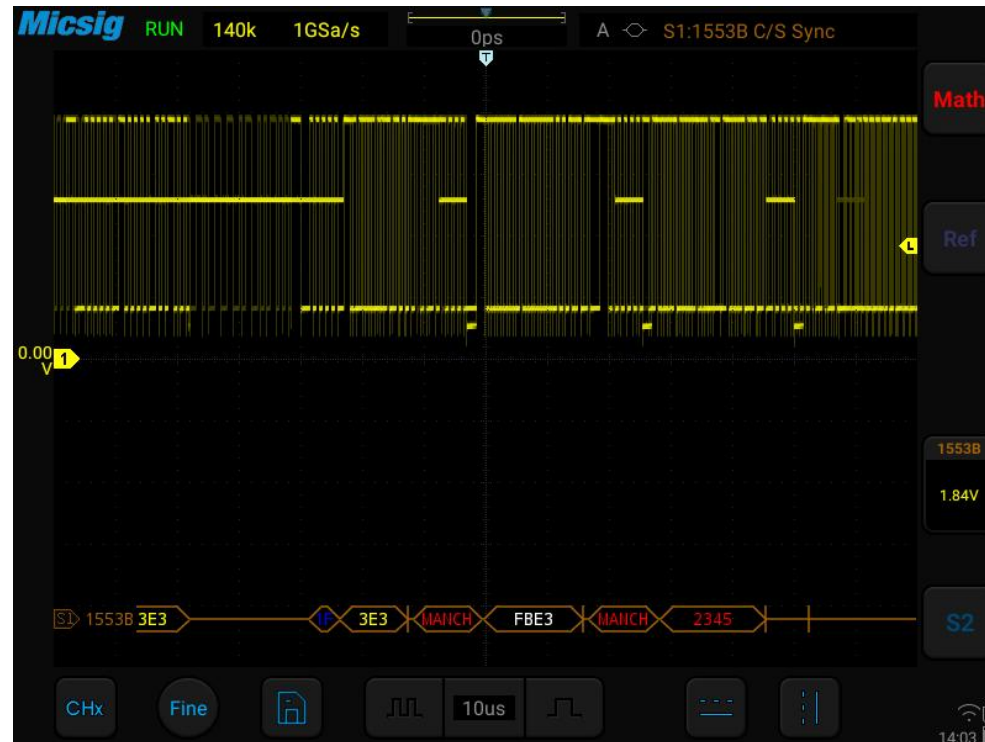 Micsig RUN 140k 1GSa/s 0ps A S1:1553B C/S Sync
T
Math
Ref
L
0.00 V 1
1553B
1.84V
S1 1553B 3E3 1F 3E3 MANCH FBE3 MANCH 2345
S2
CHx Fine 10us
14:03